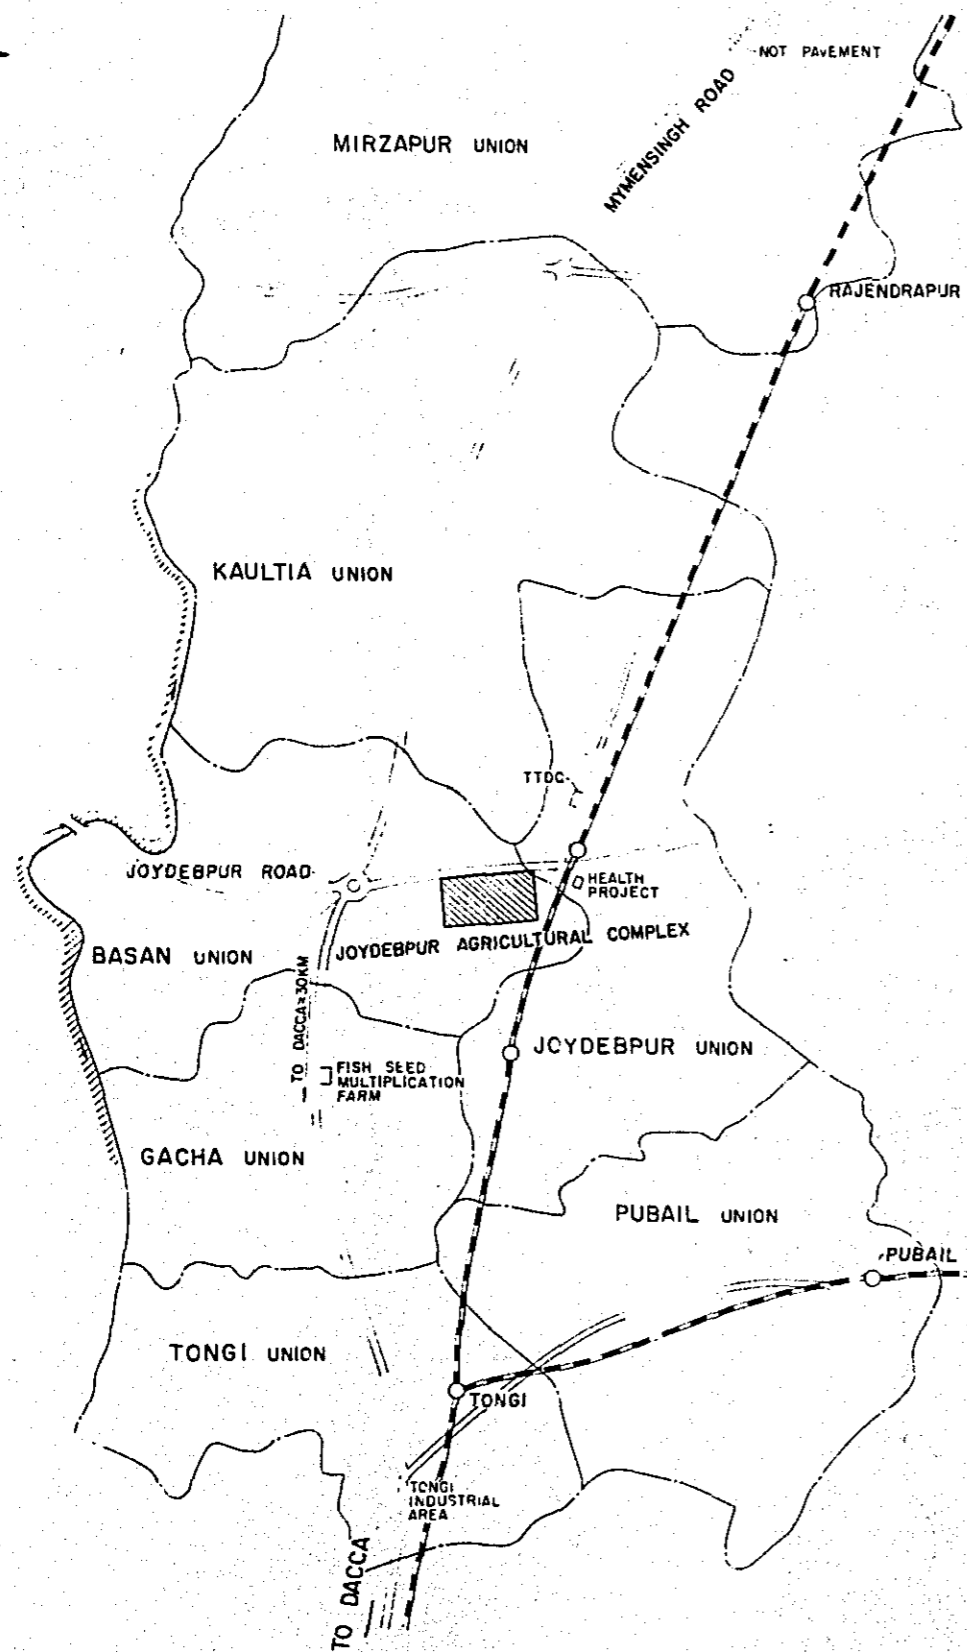 NOT PAVEMENT
MYMENSINGH ROAD
MIRZAPUR UNION
RAJENDRAPUR
KAULTIA UNION
TTDC
JOYDEBPUR ROAD
HEALTH
PROJECT
JOYDEBPUR AGRICULTURAL COMPLEX
BASAN UNION
TO DACCA≒30KM
JOYDEBPUR UNION
FISH SEED
MULTIPLICATION
FARM
GACHA UNION
PUBAIL UNION
PUBAIL
TONGI UNION
TONGI
TONGI
INDUSTRIAL
AREA
TO DACCA